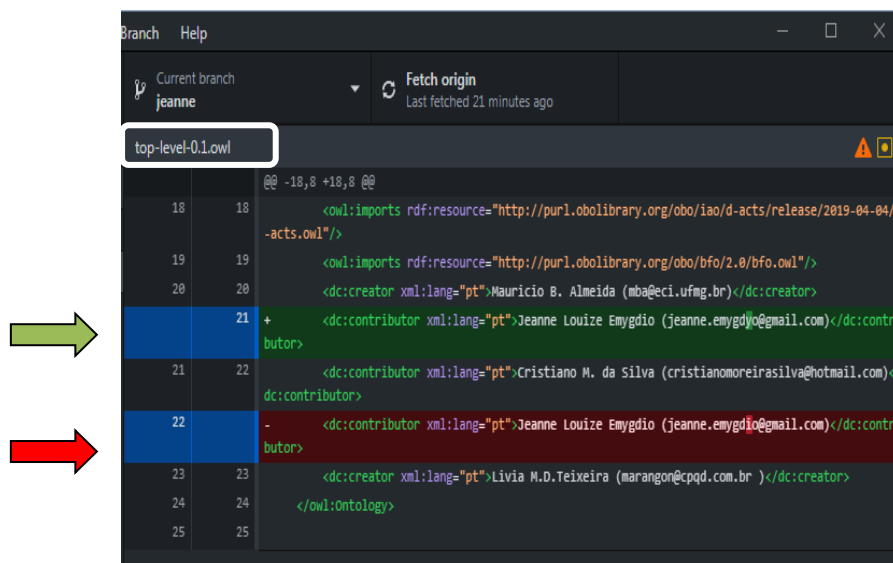 Branch Help
Current branch
jeanne
Fetch origin
Last fetched 21 minutes ago
top-level-0.1.owl
@@ -18,8 +18,8 @@
18 18 <owl:imports rdf:resource="http://purl.obolibrary.org/obo/iao/d-acts/release/2019-04-04/
-acts.owl"/>
19 19 <owl:imports rdf:resource="http://purl.obolibrary.org/obo/bfo/2.0/bfo.owl"/>
20 20 <dc:creator xml:lang="pt">Mauricio B. Almeida (mba@eci.ufmg.br)</dc:creator>
21 + <dc:contributor xml:lang="pt">Jeanne Louize Emygdio (jeanne.emygdyo@gmail.com)</dc:contr
butor>
21 22 <dc:contributor xml:lang="pt">Cristiano M. da Silva (cristianomoreirasilva@hotmail.com)<
dc:contributor>
22 - <dc:contributor xml:lang="pt">Jeanne Louize Emygdio (jeanne.emygdio@gmail.com)</dc:contr
butor>
23 23 <dc:creator xml:lang="pt">Livia M.D.Teixeira (marangon@cpqd.com.br )</dc:creator>
24 24 </owl:Ontology>
25 25